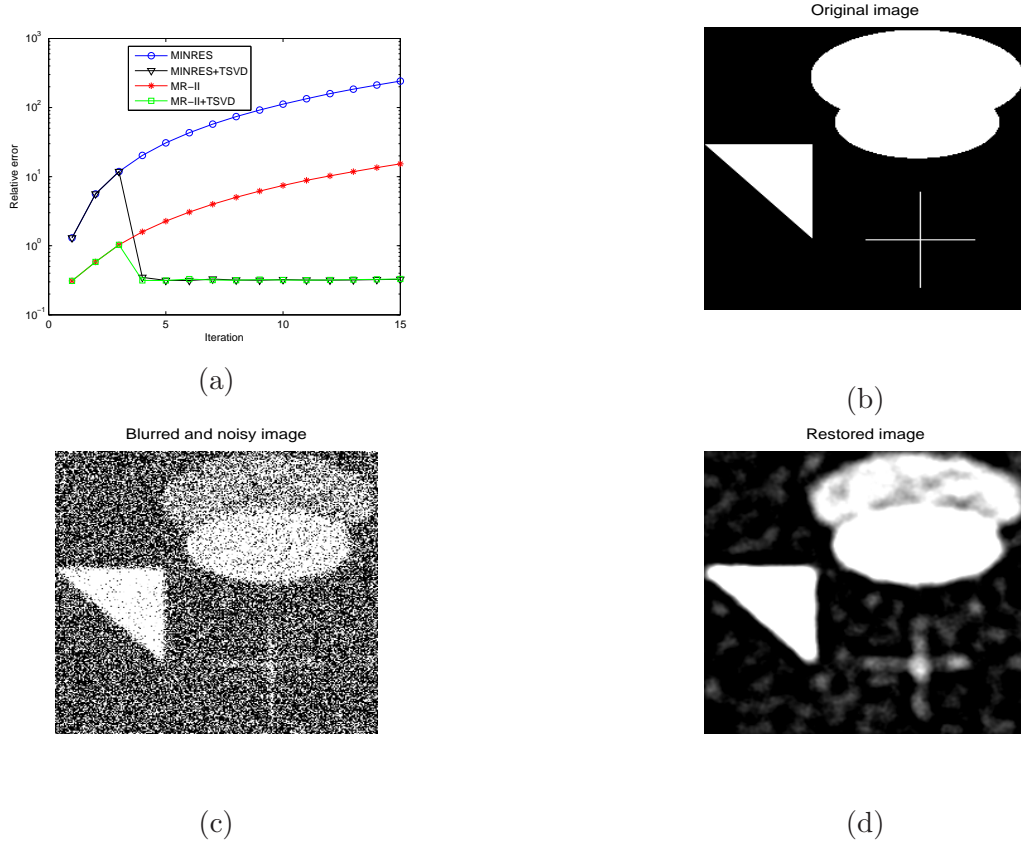 10³
10²
10¹
10⁰
10⁻¹
Relative error
MINRES
MINRES+TSVD
MR−II
MR−II+TSVD
0 5 10 15
Iteration
(a)
Original image
(b)
Blurred and noisy image
(c)
Restored image
(d)